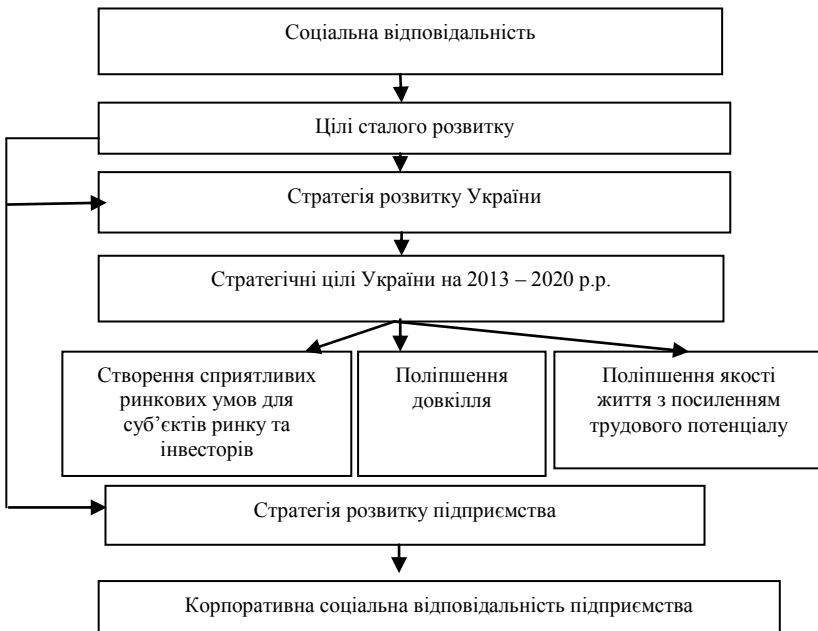 Соціальна відповідальність
Цілі сталого розвитку
Стратегія розвитку України
Стратегічні цілі України на 2013 – 2020 р.р.
Створення сприятливих
ринкових умов для
суб’єктів ринку та
інвесторів
Поліпшення
довкілля
Поліпшення якості
життя з посиленням
трудового потенціалу
Стратегія розвитку підприємства
Корпоративна соціальна відповідальність підприємства